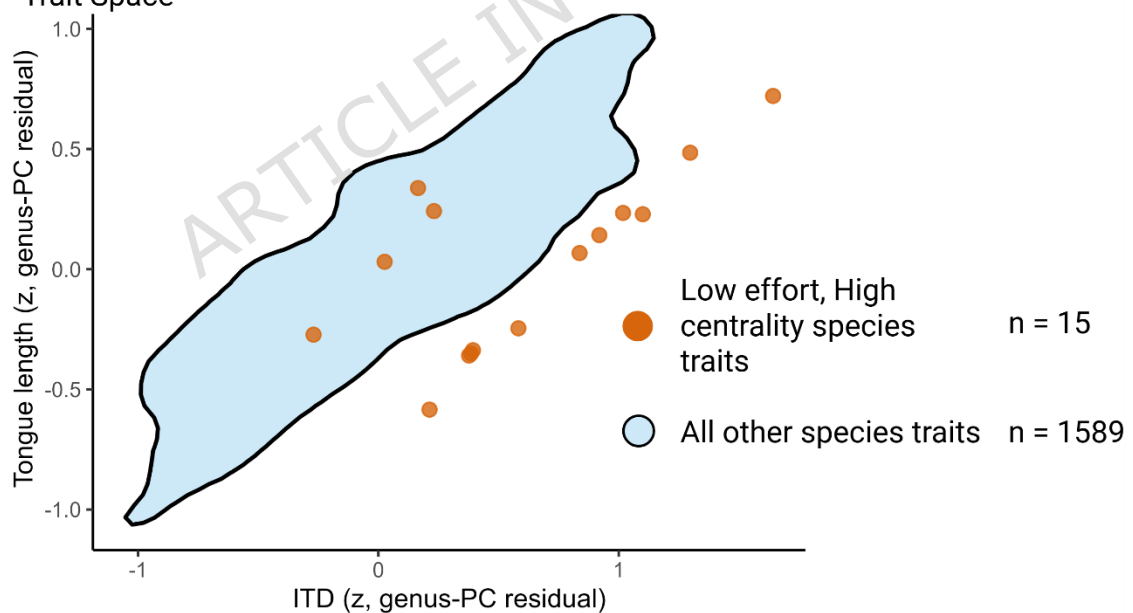 Trait Space
ARTICLE IN
1.0
0.5
0.0
-0.5
-1.0
Tongue length (z, genus-PC residual)
-1
0
1
ITD (z, genus-PC residual)
Low effort, High
centrality species
traits
n = 15
All other species traits
n = 1589